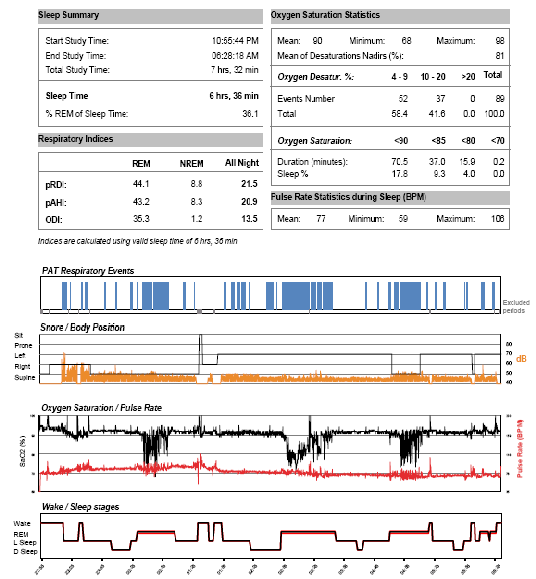 Sleep Summary
Start Study Time: 10:55:44 PM
End Study Time: 06:28:18 AM
Total Study Time: 7 hrs, 32 min
Sleep Time 6 hrs, 36 min
% REM of Sleep Time: 36.1
Respiratory Indices
REM NREM All Night
pRDI: 44.1 8.8 21.5
pAHI: 43.2 8.3 20.9
ODI: 35.3 1.2 13.5
Indices are calculated using valid sleep time of 6 hrs, 36 min
Oxygen Saturation Statistics
Mean: 90 Minimum: 68 Maximum: 98
Mean of Desaturations Nadirs (%): 81
Oxygen Desatur. %: 4 - 9 10 - 20 >20 Total
Events Number 52 37 0 89
Total 58.4 41.6 0.0 100.0
Oxygen Saturation: <90 <85 <80 <70
Duration (minutes): 70.5 37.0 15.9 0.2
Sleep % 17.8 9.3 4.0 0.0
Pulse Rate Statistics during Sleep (BPM)
Mean: 77 Minimum: 59 Maximum: 106
PAT Respiratory Events
Excluded
periods
Snore / Body Position
Sit
Prone 80
Left 70
Right 60
Supine 50
40
dB
Oxygen Saturation / Pulse Rate
SaO2 (%)
Pulse Rate (BPM)
Wake / Sleep stages
Wake
REM
L Sleep
D Sleep